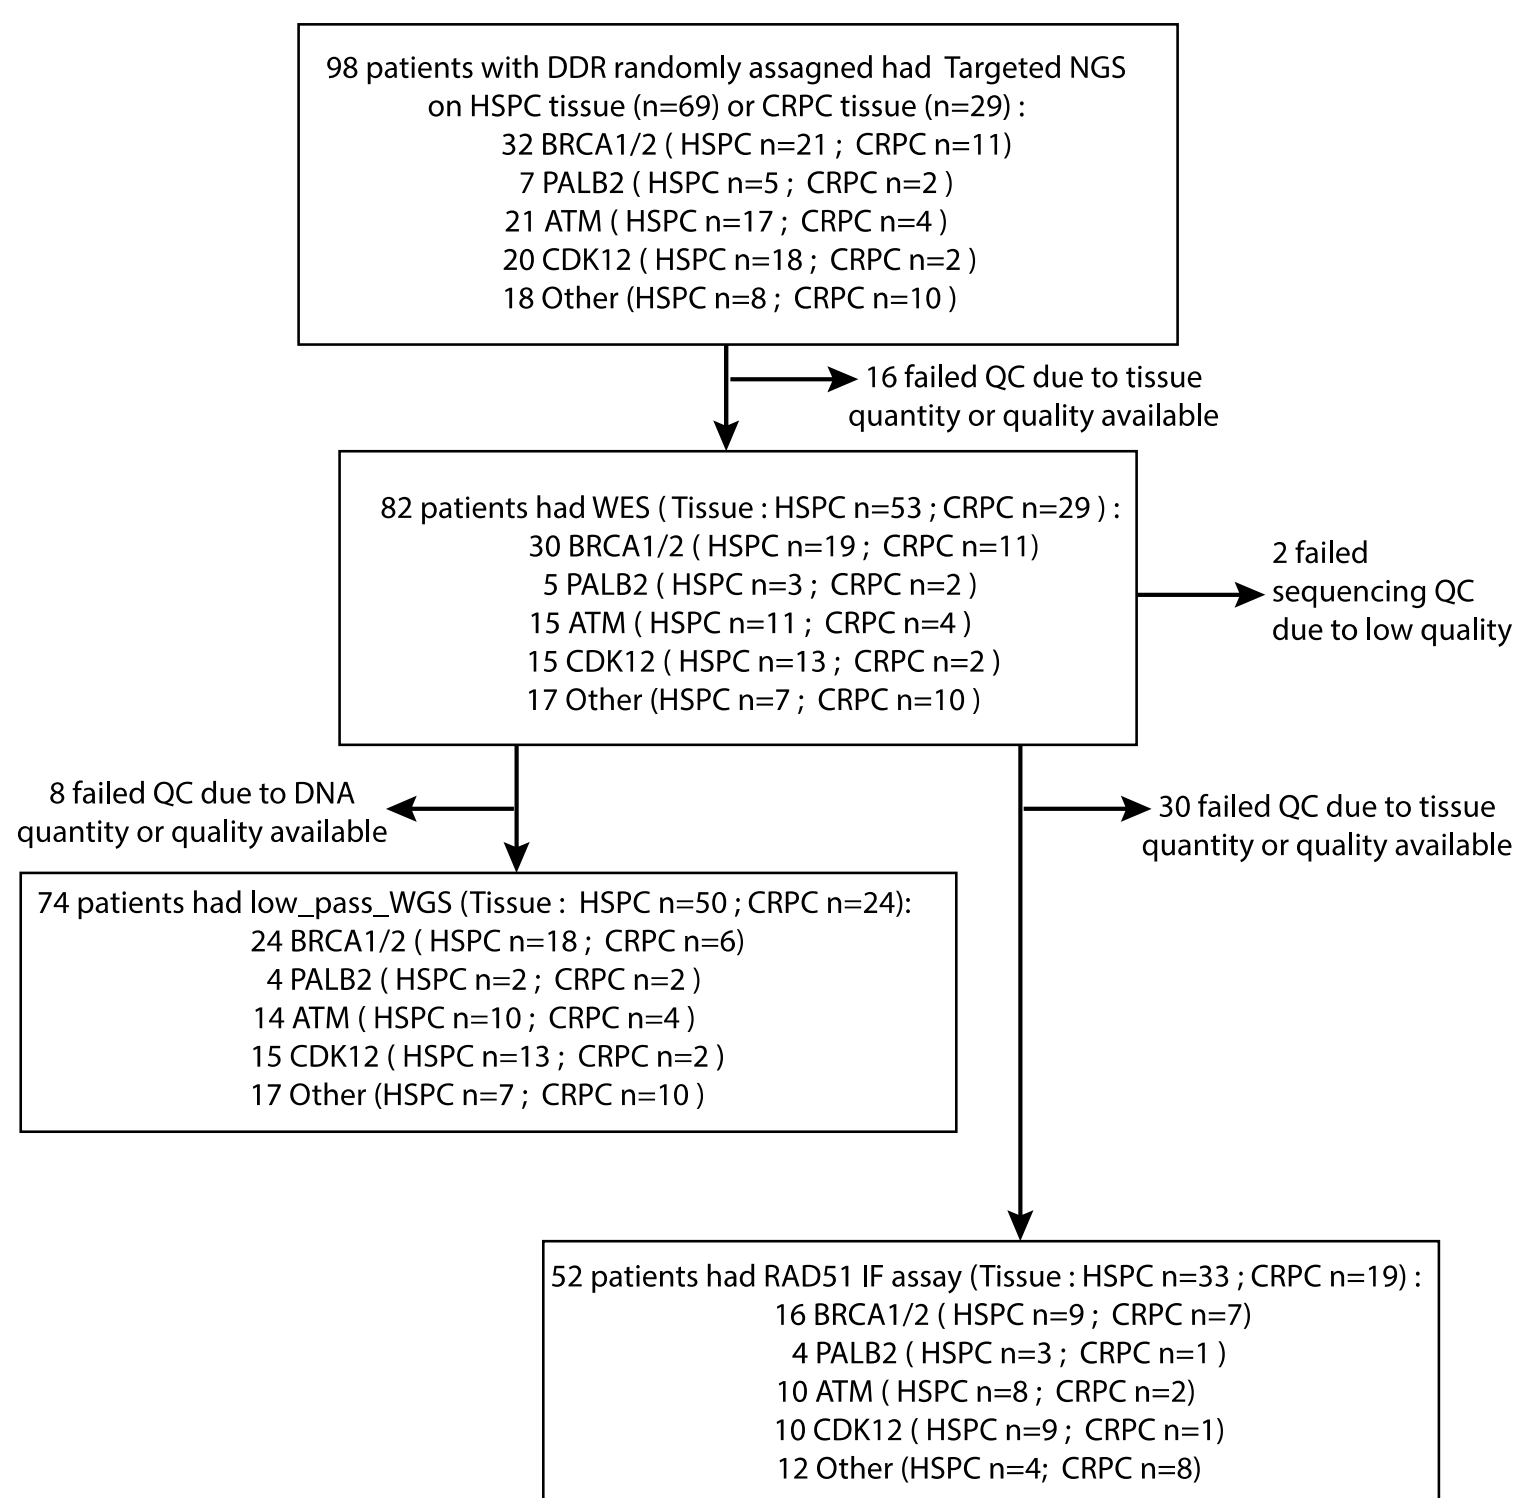 98 patients with DDR randomly assagned had Targeted NGS
on HSPC tissue (n=69) or CRPC tissue (n=29) :
32 BRCA1/2 ( HSPC n=21 ; CRPC n=11)
7 PALB2 ( HSPC n=5 ; CRPC n=2 )
21 ATM ( HSPC n=17 ; CRPC n=4 )
20 CDK12 ( HSPC n=18 ; CRPC n=2 )
18 Other (HSPC n=8 ; CRPC n=10 )
16 failed QC due to tissue
quantity or quality available
82 patients had WES ( Tissue : HSPC n=53 ; CRPC n=29 ) :
30 BRCA1/2 ( HSPC n=19 ; CRPC n=11)
5 PALB2 ( HSPC n=3 ; CRPC n=2 )
15 ATM ( HSPC n=11 ; CRPC n=4 )
15 CDK12 ( HSPC n=13 ; CRPC n=2 )
17 Other (HSPC n=7 ; CRPC n=10 )
2 failed
sequencing QC
due to low quality
8 failed QC due to DNA
quantity or quality available
30 failed QC due to tissue
quantity or quality available
74 patients had low_pass_WGS (Tissue : HSPC n=50 ; CRPC n=24):
24 BRCA1/2 ( HSPC n=18 ; CRPC n=6)
4 PALB2 ( HSPC n=2 ; CRPC n=2 )
14 ATM ( HSPC n=10 ; CRPC n=4 )
15 CDK12 ( HSPC n=13 ; CRPC n=2 )
17 Other (HSPC n=7 ; CRPC n=10 )
52 patients had RAD51 IF assay (Tissue : HSPC n=33 ; CRPC n=19) :
16 BRCA1/2 ( HSPC n=9 ; CRPC n=7)
4 PALB2 ( HSPC n=3 ; CRPC n=1 )
10 ATM ( HSPC n=8 ; CRPC n=2)
10 CDK12 ( HSPC n=9 ; CRPC n=1)
12 Other (HSPC n=4; CRPC n=8)